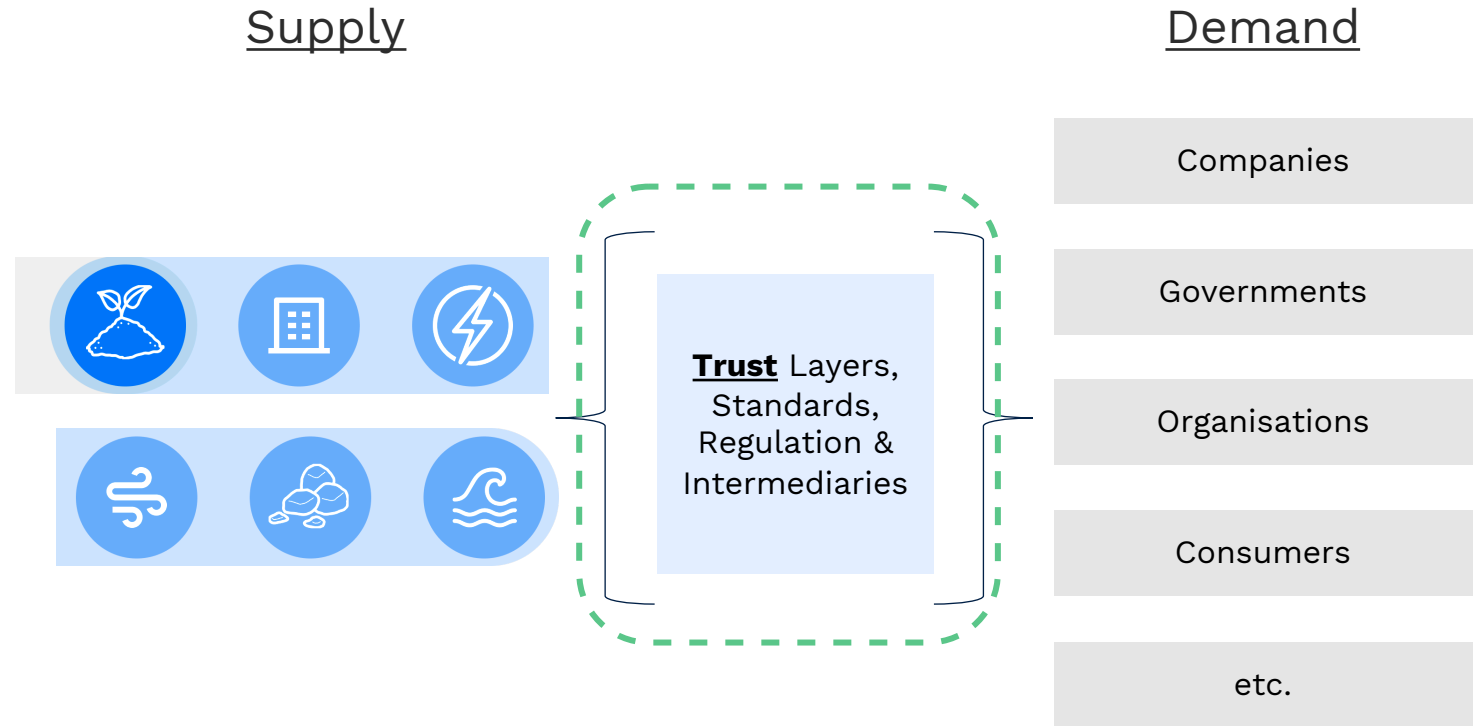 Supply
Demand
Companies
Governments
Trust Layers,
Standards,
Regulation &
Intermediaries
Organisations
Consumers
etc.